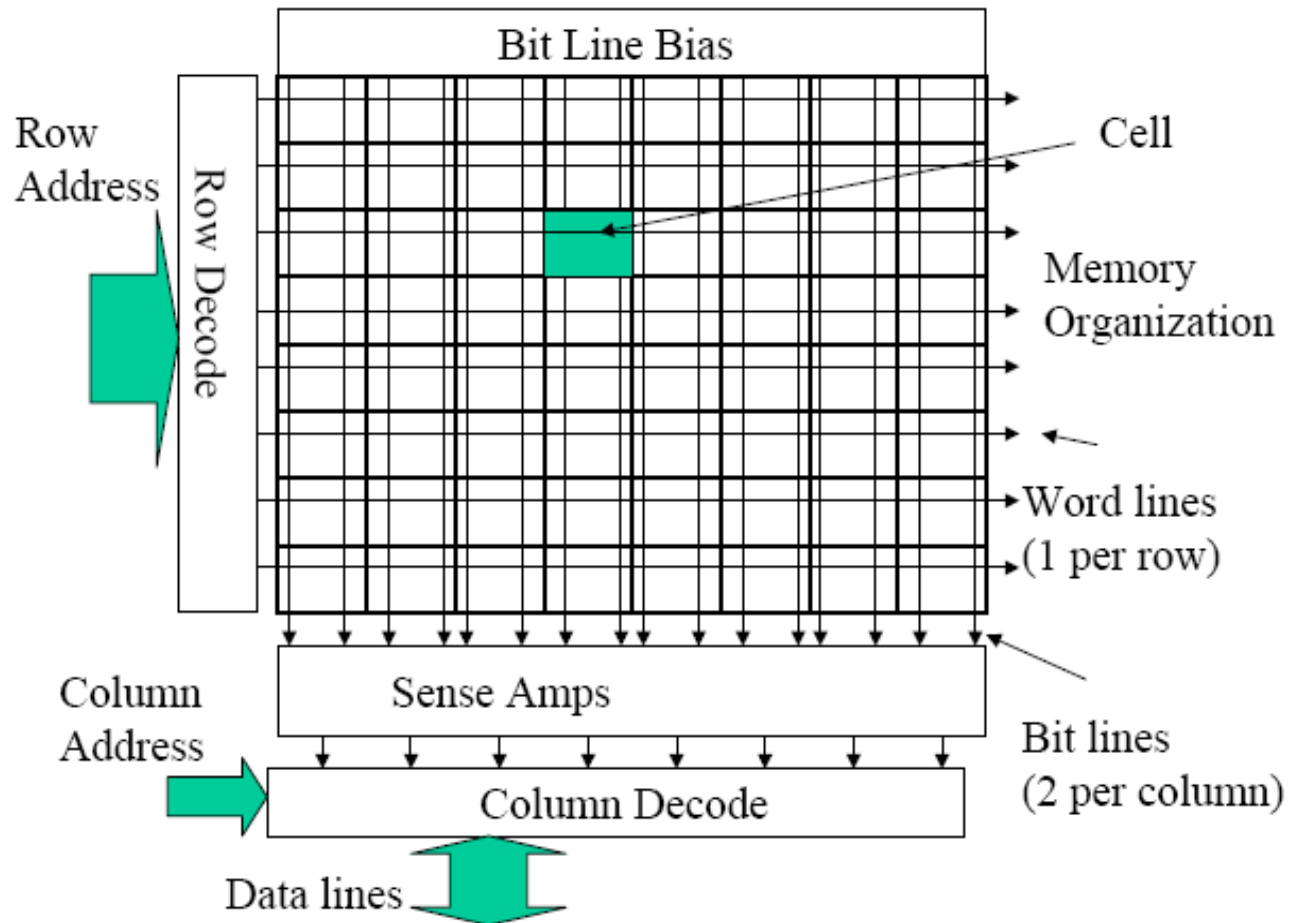 Bit Line Bias
Row
Address
Row Decode
Cell
Memory
Organization
Word lines
(1 per row)
Sense Amps
Column
Address
Bit lines
(2 per column)
Column Decode
Data lines